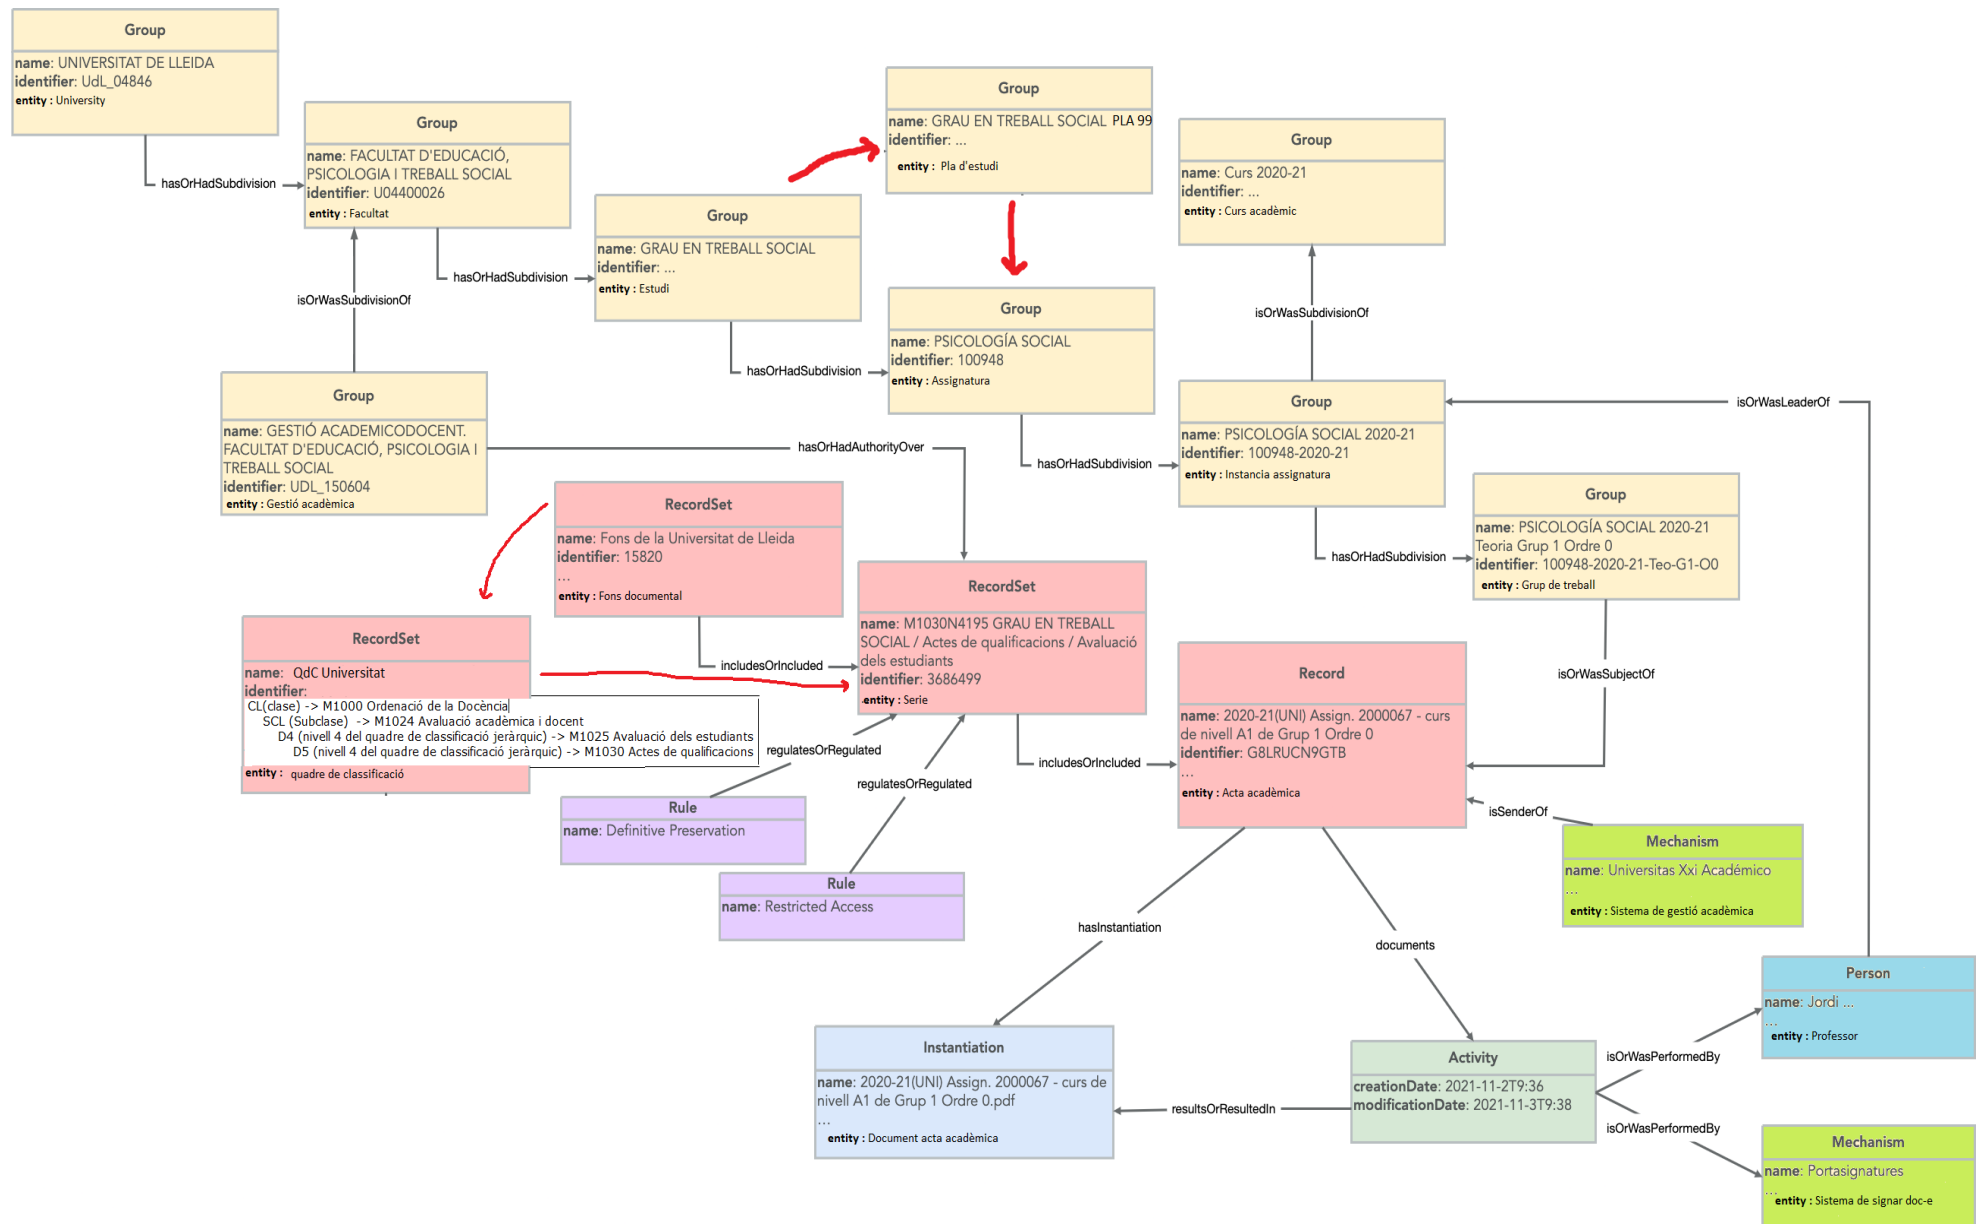 Group
name: UNIVERSITAT DE LLEIDA
identifier: UdL_04846
entity : University
hasOrHadSubdivision
Group
name: FACULTAT D'EDUCACIÓ,
PSICOLOGIA I TREBALL SOCIAL
identifier: U04400026
entity : Facultat
hasOrHadSubdivision
isOrWasSubdivisionOf
Group
name: GRAU EN TREBALL SOCIAL
identifier: ...
entity : Estudi
hasOrHadSubdivision
Group
name: GRAU EN TREBALL SOCIAL PLA 99
identifier: ...
entity : Pla d'estudi
Group
name: PSICOLOGÍA SOCIAL
identifier: 100948
entity : Assignatura
hasOrHadSubdivision
Group
name: Curs 2020-21
identifier: ...
entity : Curs acadèmic
isOrWasSubdivisionOf
Group
name: PSICOLOGÍA SOCIAL 2020-21
identifier: 100948-2020-21
entity : Instancia assignatura
isOrWasLeaderOf
hasOrHadSubdivision
Group
name: PSICOLOGÍA SOCIAL 2020-21
Teoria Grup 1 Ordre 0
identifier: 100948-2020-21-Teo-G1-O0
entity : Grup de treball
isOrWasSubjectOf
Group
name: GESTIÓ ACADEMICODOCENT.
FACULTAT D'EDUCACIÓ, PSICOLOGIA I
TREBALL SOCIAL
identifier: UDL_150604
entity : Gestió acadèmica
hasOrHadAuthorityOver
RecordSet
name: Fons de la Universitat de Lleida
identifier: 15820
...
entity : Fons documental
includesOrIncluded
RecordSet
name: QdC Universitat
identifier:
CL(clase) -> M1000 Ordenació de la Docència
SCL (Subclase) -> M1024 Avaluació acadèmica i docent
D4 (nivell 4 del quadre de classificació jeràrquic) -> M1025 Avaluació dels estudiants
D5 (nivell 4 del quadre de classificació jeràrquic) -> M1030 Actes de qualificacions
entity : quadre de classificació
RecordSet
name: M1030N4195 GRAU EN TREBALL
SOCIAL / Actes de qualificacions / Avaluació
dels estudiants
identifier: 3686499
entity : Serie
regulatesOrRegulated
regulatesOrRegulated
includesOrIncluded
Rule
name: Definitive Preservation
Rule
name: Restricted Access
Record
name: 2020-21(UNI) Assign. 2000067 - curs
de nivell A1 de Grup 1 Ordre 0
identifier: G8LRUCN9GTB
...
entity : Acta acadèmica
isSenderOf
Mechanism
name: Universitas Xxi Académico
...
entity : Sistema de gestió acadèmica
hasInstantiation
documents
Instantiation
name: 2020-21(UNI) Assign. 2000067 - curs de
nivell A1 de Grup 1 Ordre 0.pdf
...
entity : Document acta acadèmica
resultsOrResultedIn
Activity
creationDate: 2021-11-2T9:36
modificationDate: 2021-11-3T9:38
isOrWasPerformedBy
isOrWasPerformedBy
Person
name: Jordi ...
...
entity : Professor
Mechanism
name: Portasignatures
...
entity : Sistema de signar doc-e